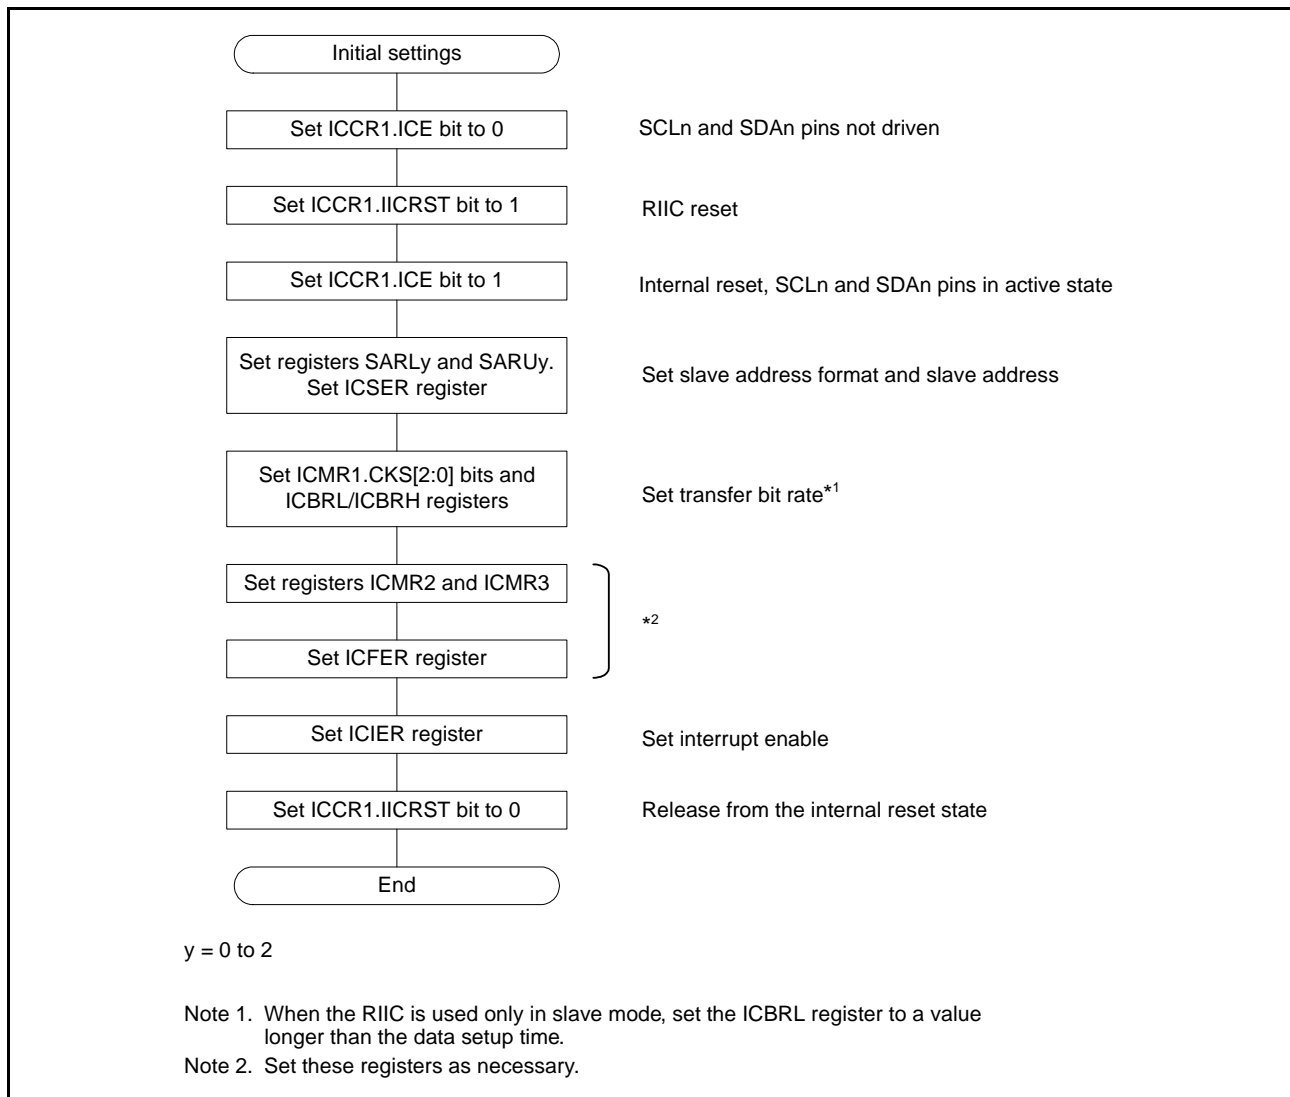 Initial settings
Set ICCR1.ICE bit to 0
SCLn and SDAn pins not driven
Set ICCR1.IICRST bit to 1
RIIC reset
Set ICCR1.ICE bit to 1
Internal reset, SCLn and SDAn pins in active state
Set registers SARLy and SARUy.
Set ICSER register
Set slave address format and slave address
Set ICMR1.CKS[2:0] bits and
ICBRL/ICBRH registers
Set transfer bit rate*1
Set registers ICMR2 and ICMR3
*2
Set ICFER register
Set ICIER register
Set interrupt enable
Set ICCR1.IICRST bit to 0
Release from the internal reset state
End
y = 0 to 2
Note 1. When the RIIC is used only in slave mode, set the ICBRL register to a value
longer than the data setup time.
Note 2. Set these registers as necessary.